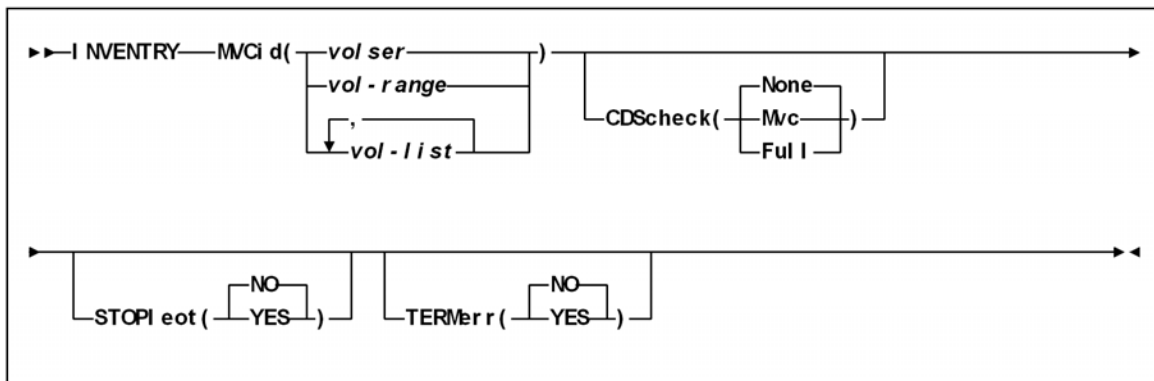 INVENTRY MVCid( volser )
vol-range
,
vol-list
None
CDScheck( Mvc )
Full
NO
STOPleot( YES )
NO
TERMerr( YES )